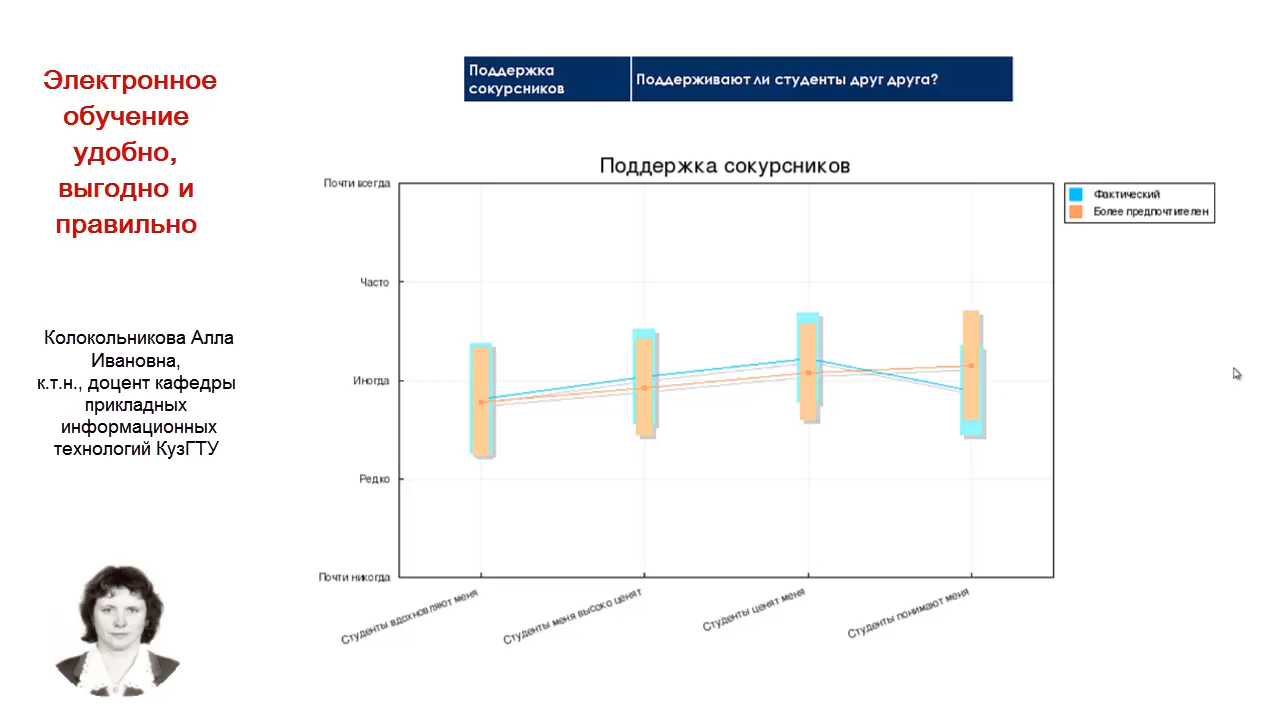 Электронное
обучение
удобно,
выгодно и
правильно
Колокольникова Алла
Ивановна,
к.т.н., доцент кафедры
прикладных
информационных
технологий КузГТУ
Поддержка
сокурсников
Поддерживают ли студенты друг друга?
Поддержка сокурсников
Почти всегда
Часто
Иногда
Редко
Почти никогда
Студенты вдохновляют меня
Студенты меня высоко ценят
Студенты ценят меня
Студенты понимают меня
Фактический
Более предпочтителен